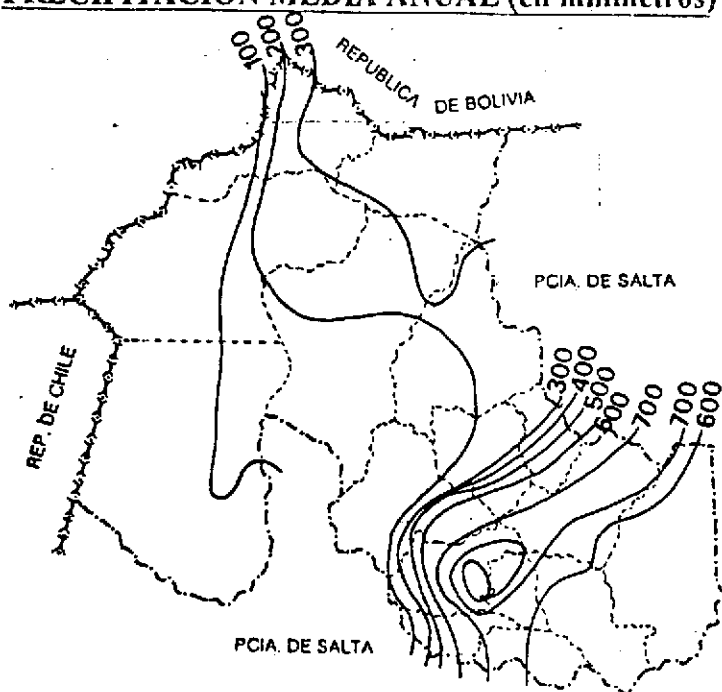 PRECIPITACION MEDIA ANUAL (en milímetros)
100
200
300
REPUBLICA
DE BOLIVIA
PCIA. DE SALTA
REP. DE CHILE
300
400
500
600
700
700
600
PCIA. DE SALTA